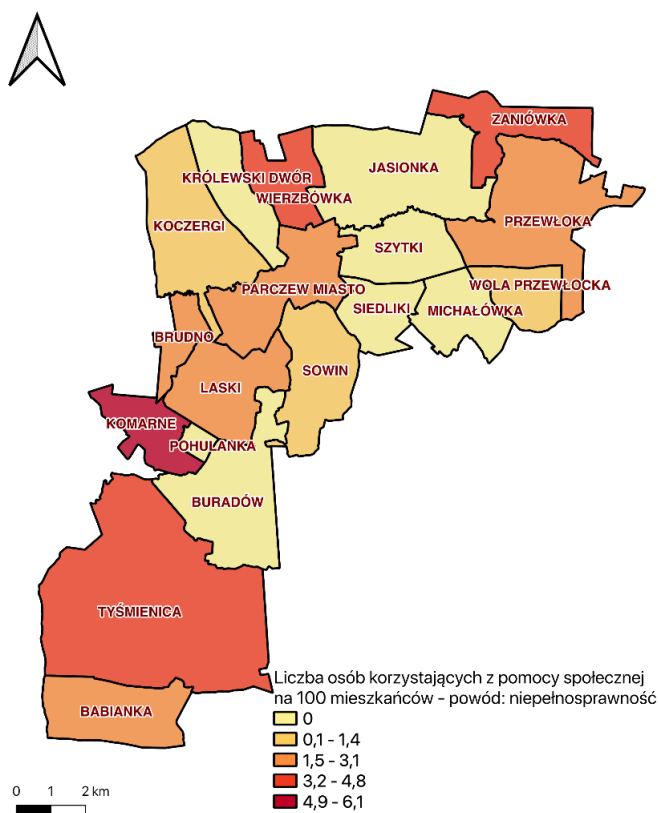 ZANIÓWKA
JASIONKA
KRÓLEWSKI DWÓR
WIERZBÓWKA
PRZEWŁOKA
KOCZERGI
SZYTKI
WOLA PRZEWŁOCKA
PARCZEW MIASTO
SIEDLIKI
MICHAŁÓWKA
BRUDNO
SOWIN
LASKI
KOMARNE
POHULANKA
BURADÓW
TYŚMIENICA
BABIANKA
Liczba osób korzystających z pomocy społecznej
na 100 mieszkańców - powód: niepełnosprawność
0
0,1 - 1,4
1,5 - 3,1
3,2 - 4,8
4,9 - 6,1
0 1 2 km